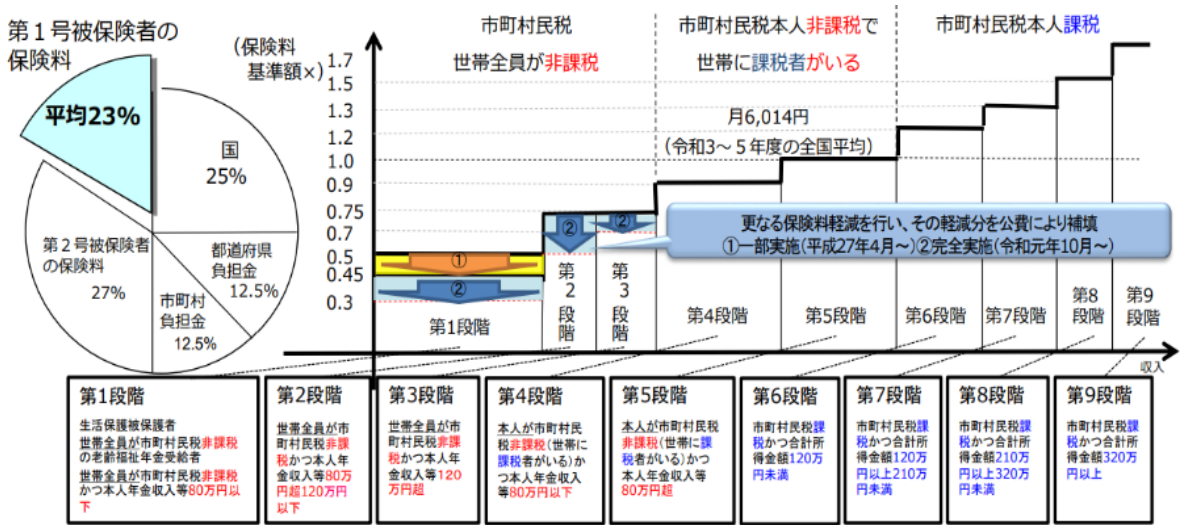 第1号被保険者の
保険料
平均23%
国
25%
都道府県
負担金
12.5%
市町村
負担金
12.5%
第2号被保険者
の保険料
27%
(保険料
基準額×)
1.7
1.5
1.3
1.2
1.0
0.9
0.75
0.7
0.5
0.45
0.3
市町村民税
世帯全員が非課税
市町村民税本人非課税で
世帯に課税者がいる
市町村民税本人課税
月6,014円
(令和3~5年度の全国平均)
更なる保険料軽減を行い、その軽減分を公費により補填
①一部実施(平成27年4月~)②完全実施(令和元年10月~)
①
②
②
②
第1段階
第2段階
第3段階
第4段階
第5段階
第6段階
第7段階
第8
段階
第9
段階
収入
第1段階
生活保護被保護者
世帯全員が市町村民税非課税
の老齢福祉年金受給者
世帯全員が市町村民税非課税
かつ本人年金収入等80万円以
下
第2段階
世帯全員が市
町村民税非課
税かつ本人年
金収入等80万
円超120万円
以下
第3段階
世帯全員が市
町村民税非課
税かつ本人年
金収入等120
万円超
第4段階
本人が市町村民
税非課税(世帯に
課税者がいる)か
つ本人年金収入
等80万円以下
第5段階
本人が市町村民税
非課税(世帯に課
税者がいる)かつ
本人年金収入等
80万円超
第6段階
市町村民税課
税かつ合計所
得金額120万
円未満
第7段階
市町村民税課
税かつ合計所
得金額120万
円以上210万
円未満
第8段階
市町村民税課
税かつ合計所
得金額210万
円以上320万
円未満
第9段階
市町村民税課
税かつ合計所
得金額320万
円以上